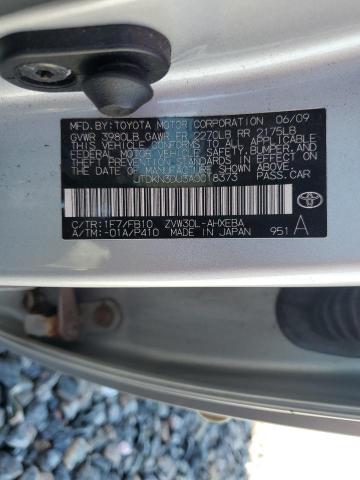 MFD. BY: TOYOTA MOTOR CORPORATION 06/09
GVWR 3980LB GAWR FR 2270LB RR 2175LB
THIS VEHICLE CONFORMS TO ALL APPLICABLE
FEDERAL MOTOR VEHICLE SAFETY, BUMPER, AND
THEFT PREVENTION STANDARDS IN EFFECT ON
THE DATE OF MANUFACTURE SHOWN ABOVE.
PASS.CAR
C/TR:1F7/FB10 ZVW30L-AHXEBA
A/TM:-01A/P410 MADE IN JAPAN 951 A